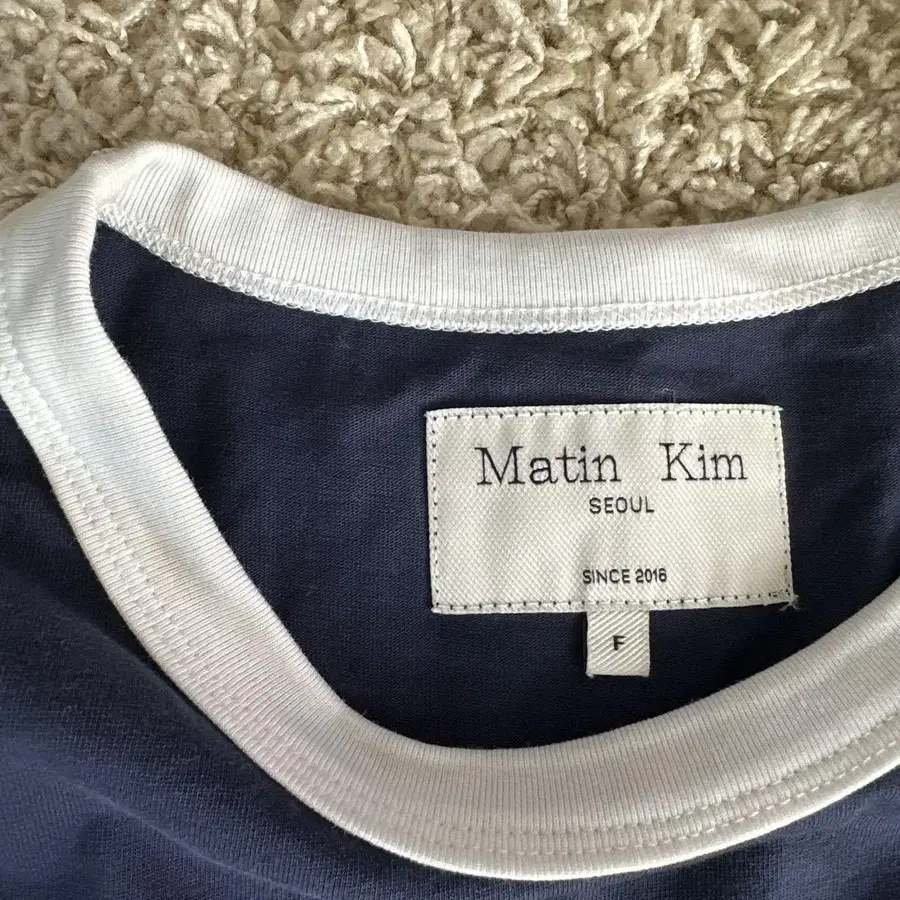 Matin Kim
SEOUL
SINCE 2016
F